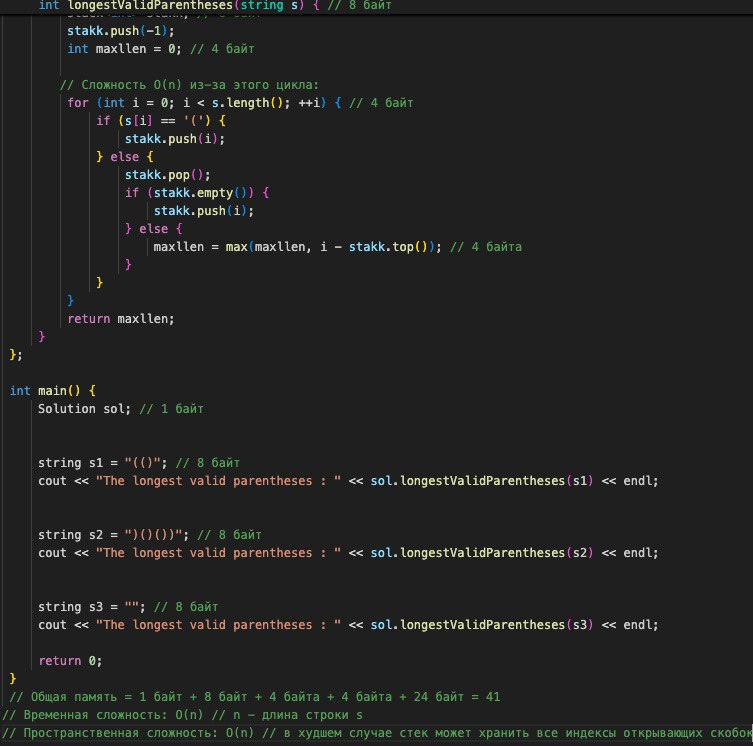 int longestValidParentheses(string s) { // 8 байт
stakk.push(-1);
int maxllen = 0; // 4 байт
// Сложность O(n) из-за этого цикла:
for (int i = 0; i < s.length(); ++i) { // 4 байт
if (s[i] == '(') {
stakk.push(i);
} else {
stakk.pop();
if (stakk.empty()) {
stakk.push(i);
} else {
maxllen = max(maxllen, i - stakk.top()); // 4 байта
}
}
}
return maxllen;
}
};
int main() {
Solution sol; // 1 байт
string s1 = "(()"; // 8 байт
cout << "The longest valid parentheses : " << sol.longestValidParentheses(s1) << endl;
string s2 = ")()())"; // 8 байт
cout << "The longest valid parentheses : " << sol.longestValidParentheses(s2) << endl;
string s3 = ""; // 8 байт
cout << "The longest valid parentheses : " << sol.longestValidParentheses(s3) << endl;
return 0;
}
// Общая память = 1 байт + 8 байт + 4 байта + 4 байта + 24 байт = 41
// Временная сложность: O(n) // n - длина строки s
// Пространственная сложность: O(n) // в худшем случае стек может хранить все индексы открывающих скобок